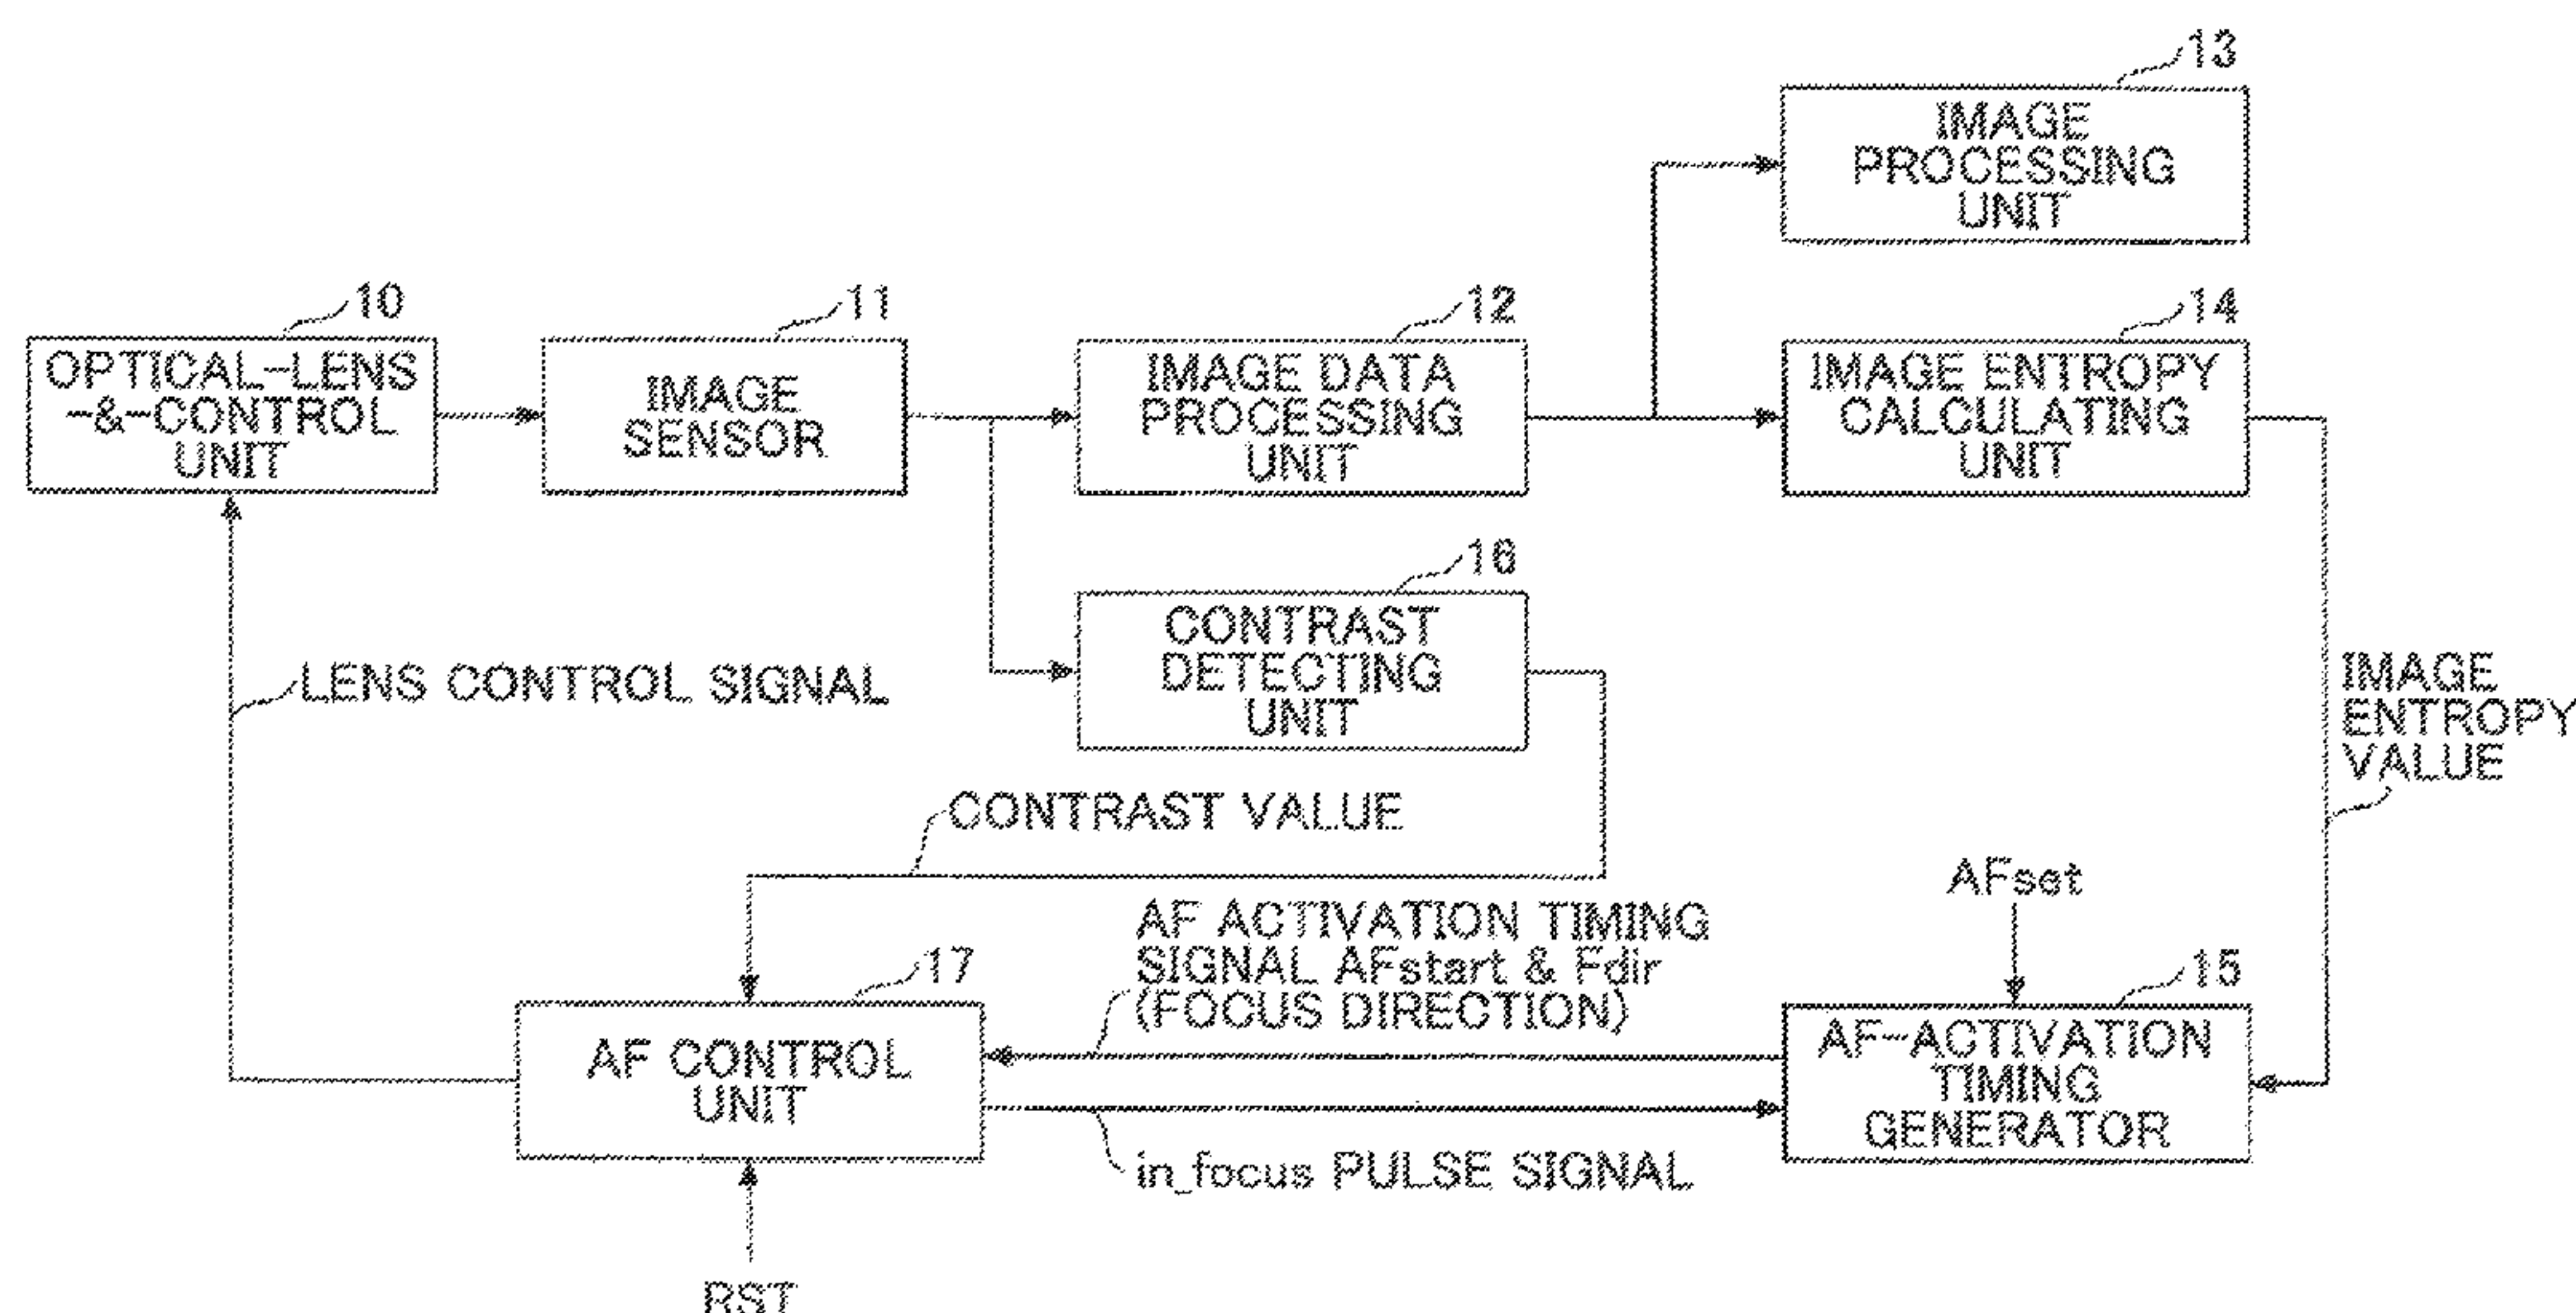 13
IMAGE
PROCESSING
UNIT
10
OPTICAL-LENS
-&-CONTROL
UNIT
11
IMAGE
SENSOR
12
IMAGE DATA
PROCESSING
UNIT
14
IMAGE ENTROPY
CALCULATING
UNIT
16
CONTRAST
DETECTING
UNIT
LENS CONTROL SIGNAL
IMAGE
ENTROPY
VALUE
CONTRAST VALUE
AFset
AF ACTIVATION TIMING
SIGNAL AFstart & Fdir
(FOCUS DIRECTION)
17
AF CONTROL
UNIT
15
AF-ACTIVATION
TIMING
GENERATOR
in_focus PULSE SIGNAL
RST